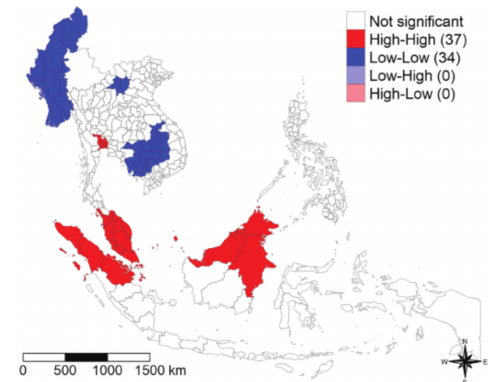 Not significant
High-High (37)
Low-Low (34)
Low-High (0)
High-Low (0)
0 500 1000 1500 km
N
W E
S